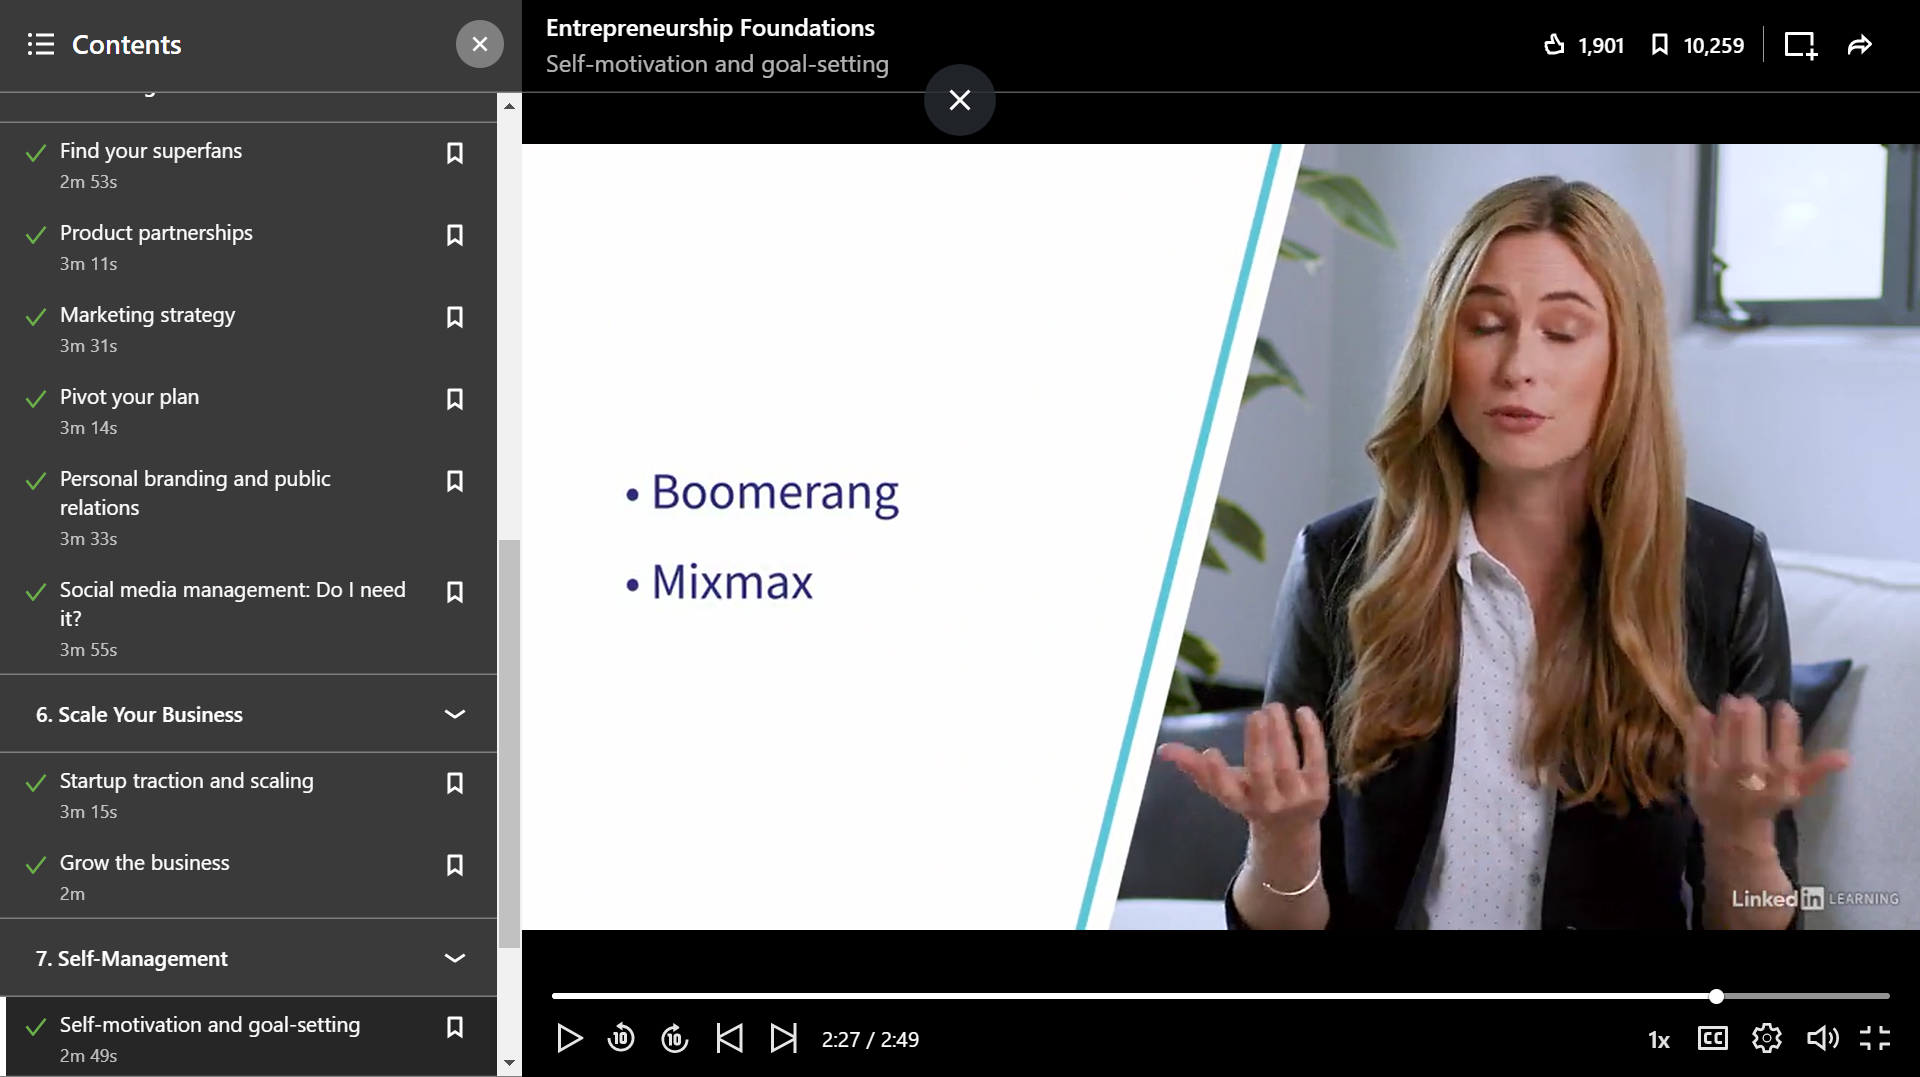 Contents
Entrepreneurship Foundations
Self-motivation and goal-setting
1,901
10,259
Find your superfans
2m 53s
Product partnerships
3m 11s
Marketing strategy
3m 31s
Pivot your plan
3m 14s
Personal branding and public
relations
3m 33s
Social media management: Do I need
it?
3m 55s
6. Scale Your Business
Startup traction and scaling
3m 15s
Grow the business
2m
7. Self-Management
Self-motivation and goal-setting
2m 49s
• Boomerang
• Mixmax
Linked in LEARNING
10
10
2:27 / 2:49
1x
CC